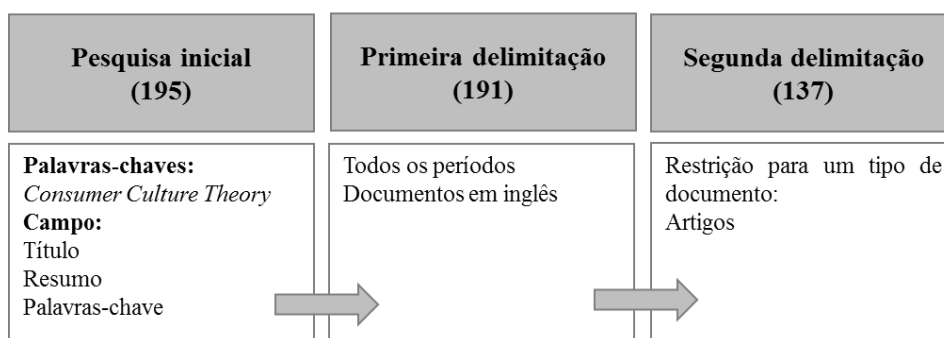 Pesquisa inicial
(195)
Primeira delimitação
(191)
Segunda delimitação
(137)
Palavras-chaves:
Consumer Culture Theory
Campo:
Título
Resumo
Palavras-chave
Todos os períodos
Documentos em inglês
Restrição para um tipo de
documento:
Artigos